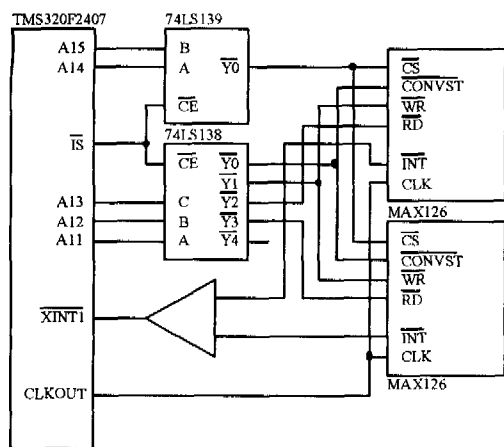 TMS320F2407
74LS139
A15
A14
B
A
Y0
CE
IS
74LS138
CE
Y0
Y1
Y2
Y3
Y4
C
B
A
A13
A12
A11
XINT1
CLKOUT
CS
CONVST
WR
RD
INT
CLK
MAX126
CS
CONVST
WR
RD
INT
CLK
MAX126